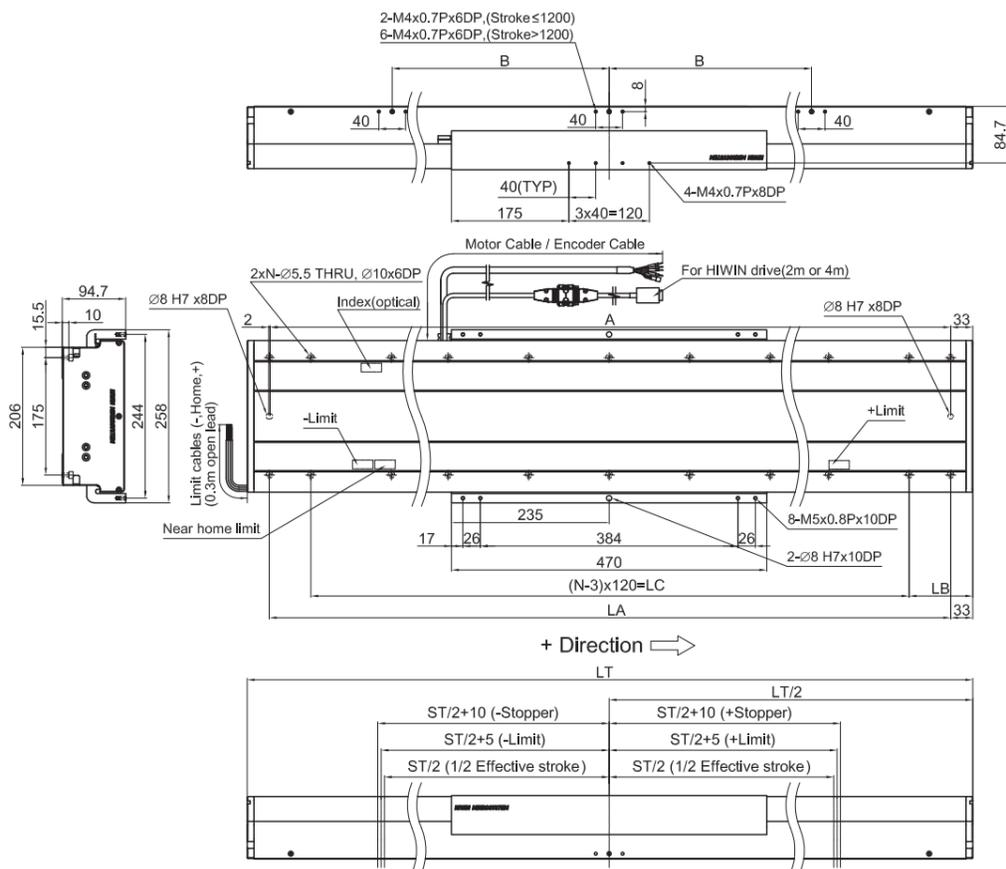 2-M4x0.7Px6DP,(Stroke≤1200)
6-M4x0.7Px6DP,(Stroke>1200)
B
B
8
40
40
40
84.7
40(TYP)
4-M4x0.7Px8DP
175
3x40=120
Motor Cable / Encoder Cable
For HIWIN drive(2m or 4m)
2xN-Ø5.5 THRU, Ø10x6DP
Index(optical)
94.7
15.5
10
Ø8 H7 x8DP
2
A
Ø8 H7 x8DP
33
206
175
244
258
Limit cables (-,Home,+)
(0.3m open lead)
-Limit
+Limit
Near home limit
235
8-M5x0.8Px10DP
17
26
384
26
2-Ø8 H7x10DP
470
(N-3)x120=LC
LB
LA
33
+ Direction
LT
LT/2
ST/2+10 (-Stopper)
ST/2+10 (+Stopper)
ST/2+5 (-Limit)
ST/2+5 (+Limit)
ST/2 (1/2 Effective stroke)
ST/2 (1/2 Effective stroke)